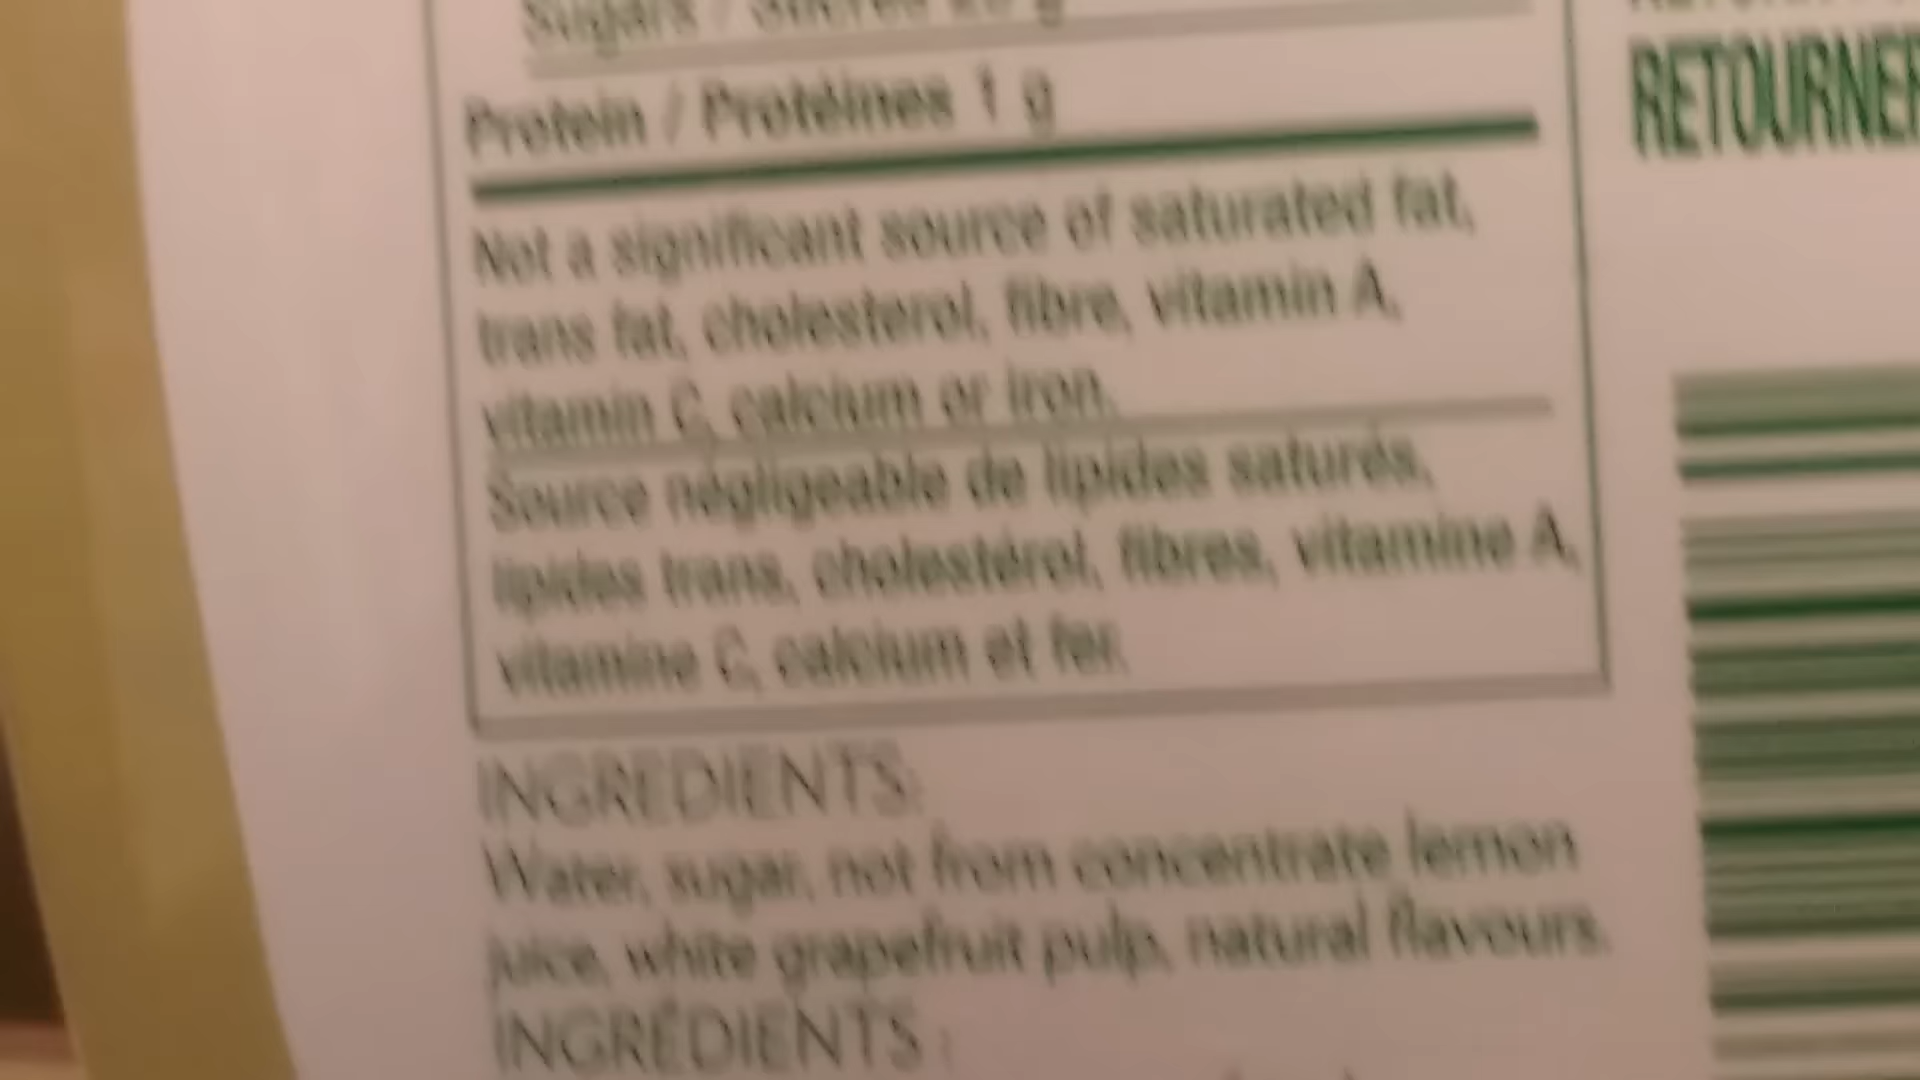 Sugars / Sucres g
Protein / Protéines 1 g
Not a significant source of saturated fat,
trans fat, cholesterol, fibre, vitamin A,
vitamin C, calcium or iron.
Source négligeable de lipides saturés,
lipides trans, cholestérol, fibres, vitamine A,
vitamine C, calcium et fer.
INGREDIENTS:
Water, sugar, not from concentrate lemon
juice, white grapefruit pulp, natural flavours.
INGRÉDIENTS :
RETOURNER